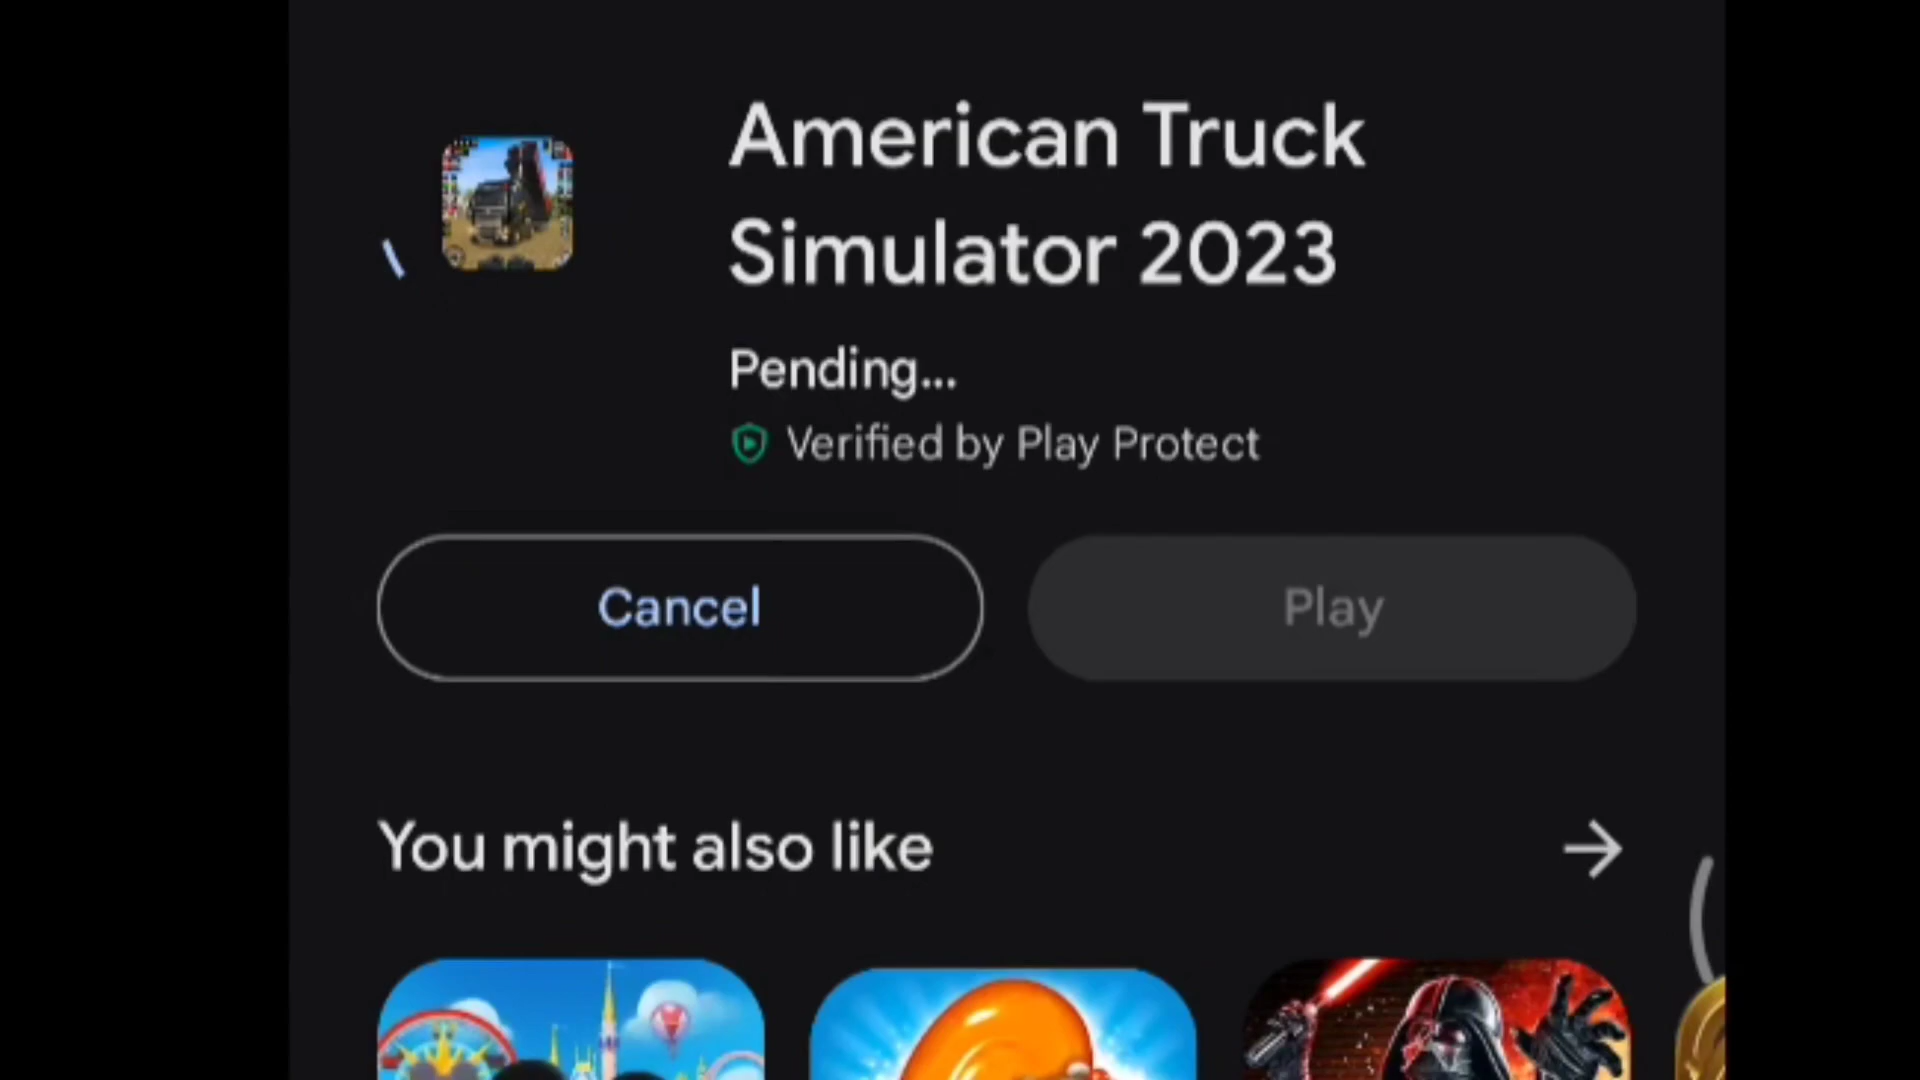 American Truck
Simulator 2023
Pending...
Verified by Play Protect
Cancel
Play
You might also like